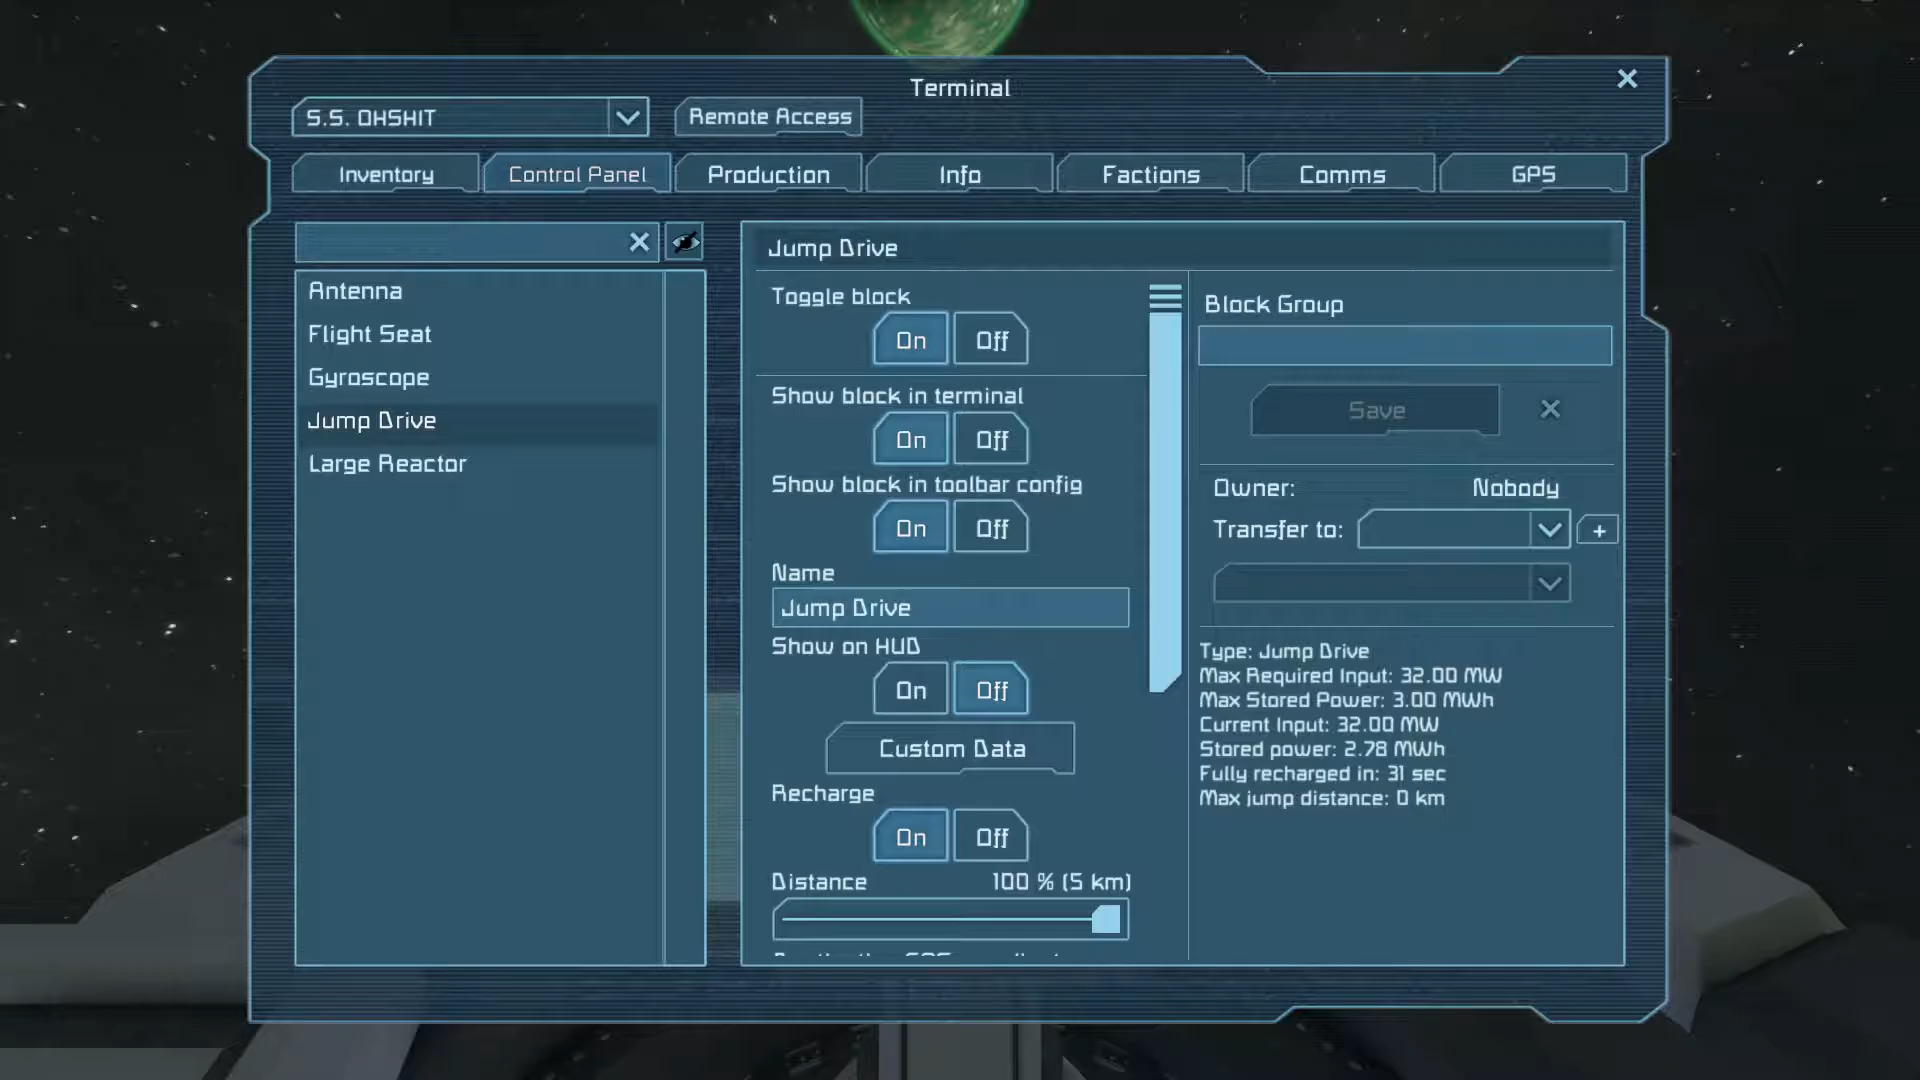 Terminal
S.S. OHSHIT
Remote Access
Inventory
Control Panel
Production
Info
Factions
Comms
GPS
Antenna
Flight Seat
Gyroscope
Jump Drive
Large Reactor
Jump Drive
Toggle block
On
Off
Show block in terminal
On
Off
Show block in toolbar config
On
Off
Name
Jump Drive
Show on HUD
On
Off
Custom Data
Recharge
On
Off
Distance 100 % (5 km)
Block Group
Save
Owner: Nobody
Transfer to:
+
Type: Jump Drive
Max Required Input: 32.00 MW
Max Stored Power: 3.00 MWh
Current Input: 32.00 MW
Stored power: 2.78 MWh
Fully recharged in: 31 sec
Max jump distance: 0 km